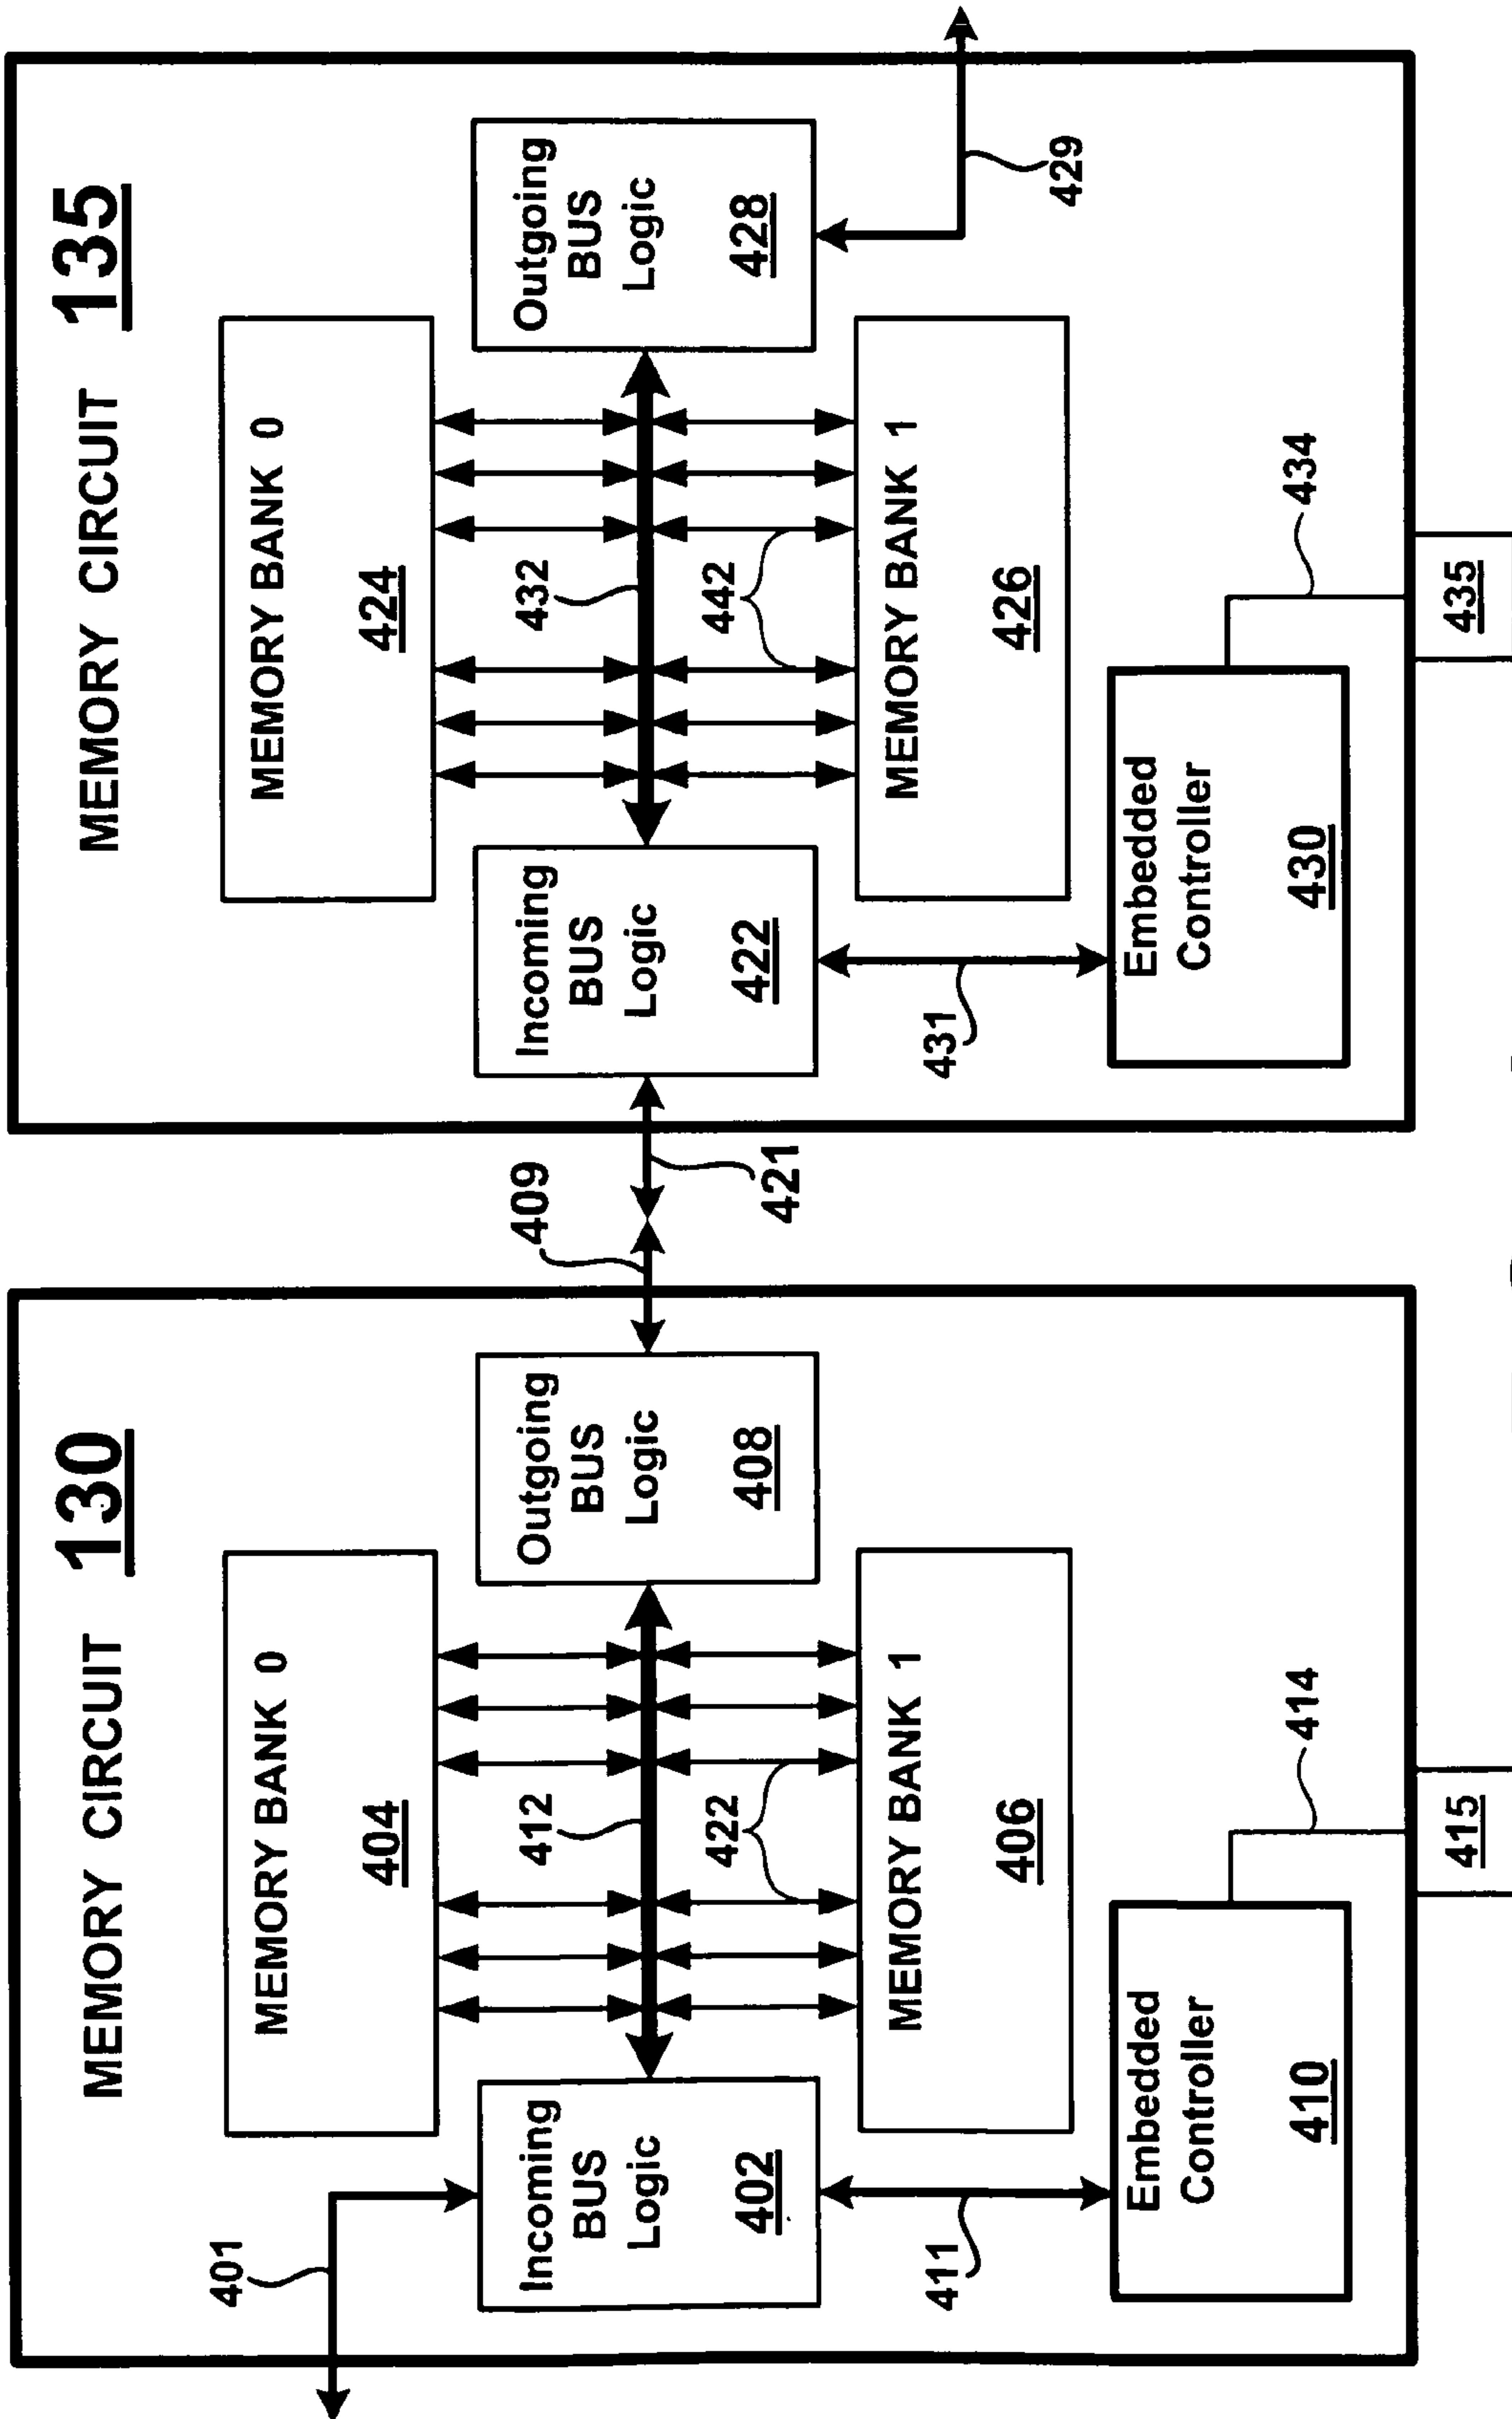 MEMORY CIRCUIT 130
MEMORY BANK 0
404
401
Incoming
BUS
Logic
402
412
422
Outgoing
BUS
Logic
408
409
MEMORY BANK 1
406
411
Embedded
Controller
410
414
415
MEMORY CIRCUIT 135
MEMORY BANK 0
424
421
Incoming
BUS
Logic
422
432
442
Outgoing
BUS
Logic
428
429
MEMORY BANK 1
426
431
Embedded
Controller
430
434
435